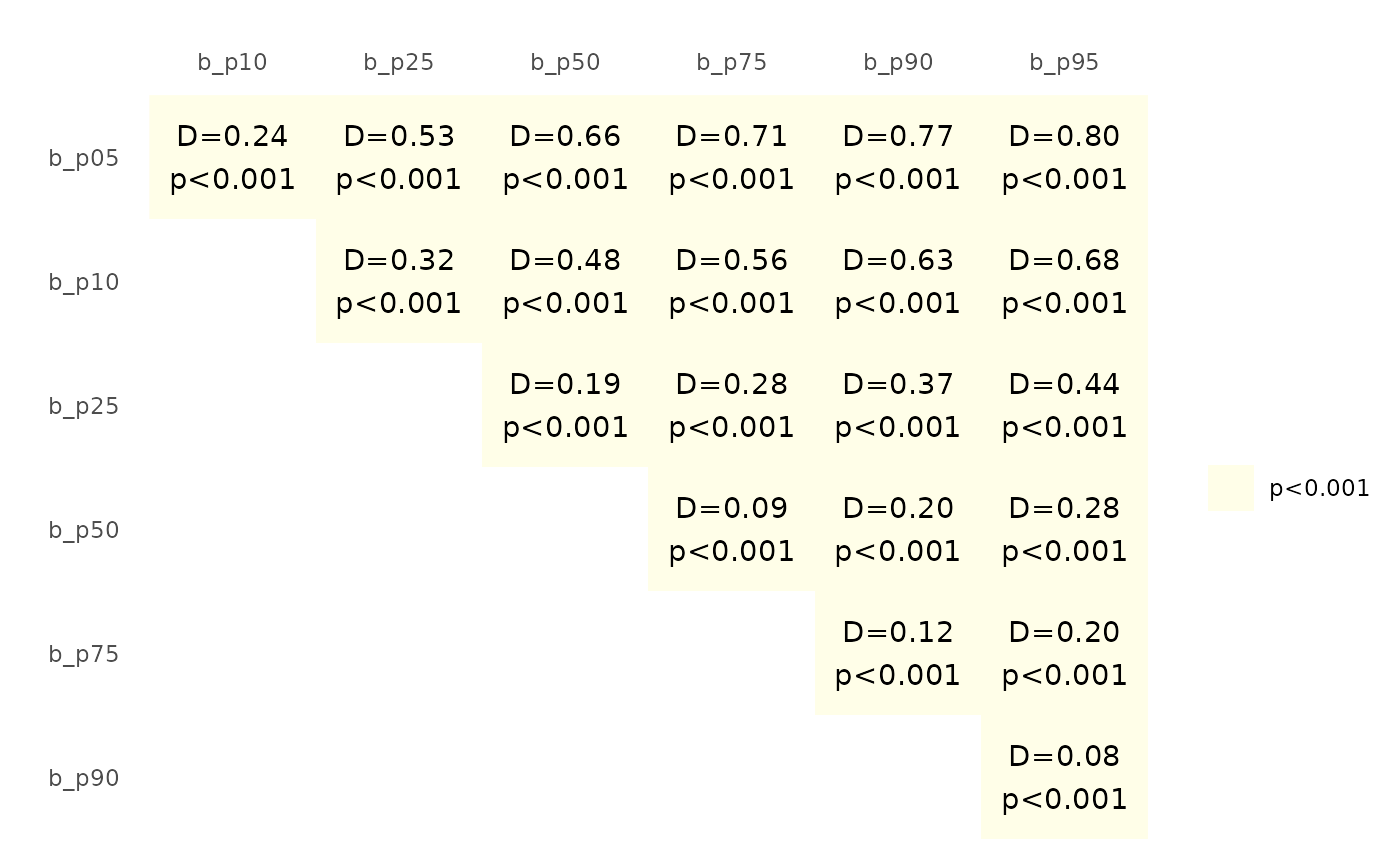 b_p10 b_p25 b_p50 b_p75 b_p90 b_p95
b_p05 D=0.24 D=0.53 D=0.66 D=0.71 D=0.77 D=0.80
p<0.001 p<0.001 p<0.001 p<0.001 p<0.001 p<0.001
b_p10 D=0.32 D=0.48 D=0.56 D=0.63 D=0.68
p<0.001 p<0.001 p<0.001 p<0.001 p<0.001
b_p25 D=0.19 D=0.28 D=0.37 D=0.44
p<0.001 p<0.001 p<0.001 p<0.001
b_p50 D=0.09 D=0.20 D=0.28
p<0.001 p<0.001 p<0.001
p<0.001
b_p75 D=0.12 D=0.20
p<0.001 p<0.001
b_p90 D=0.08
p<0.001